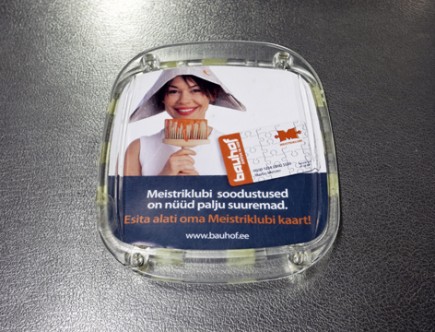 bauhof
Meistriklubi soodustused
on nüüd palju suuremad.
Esita alati oma Meistriklubi kaart!
www.bauhof.ee